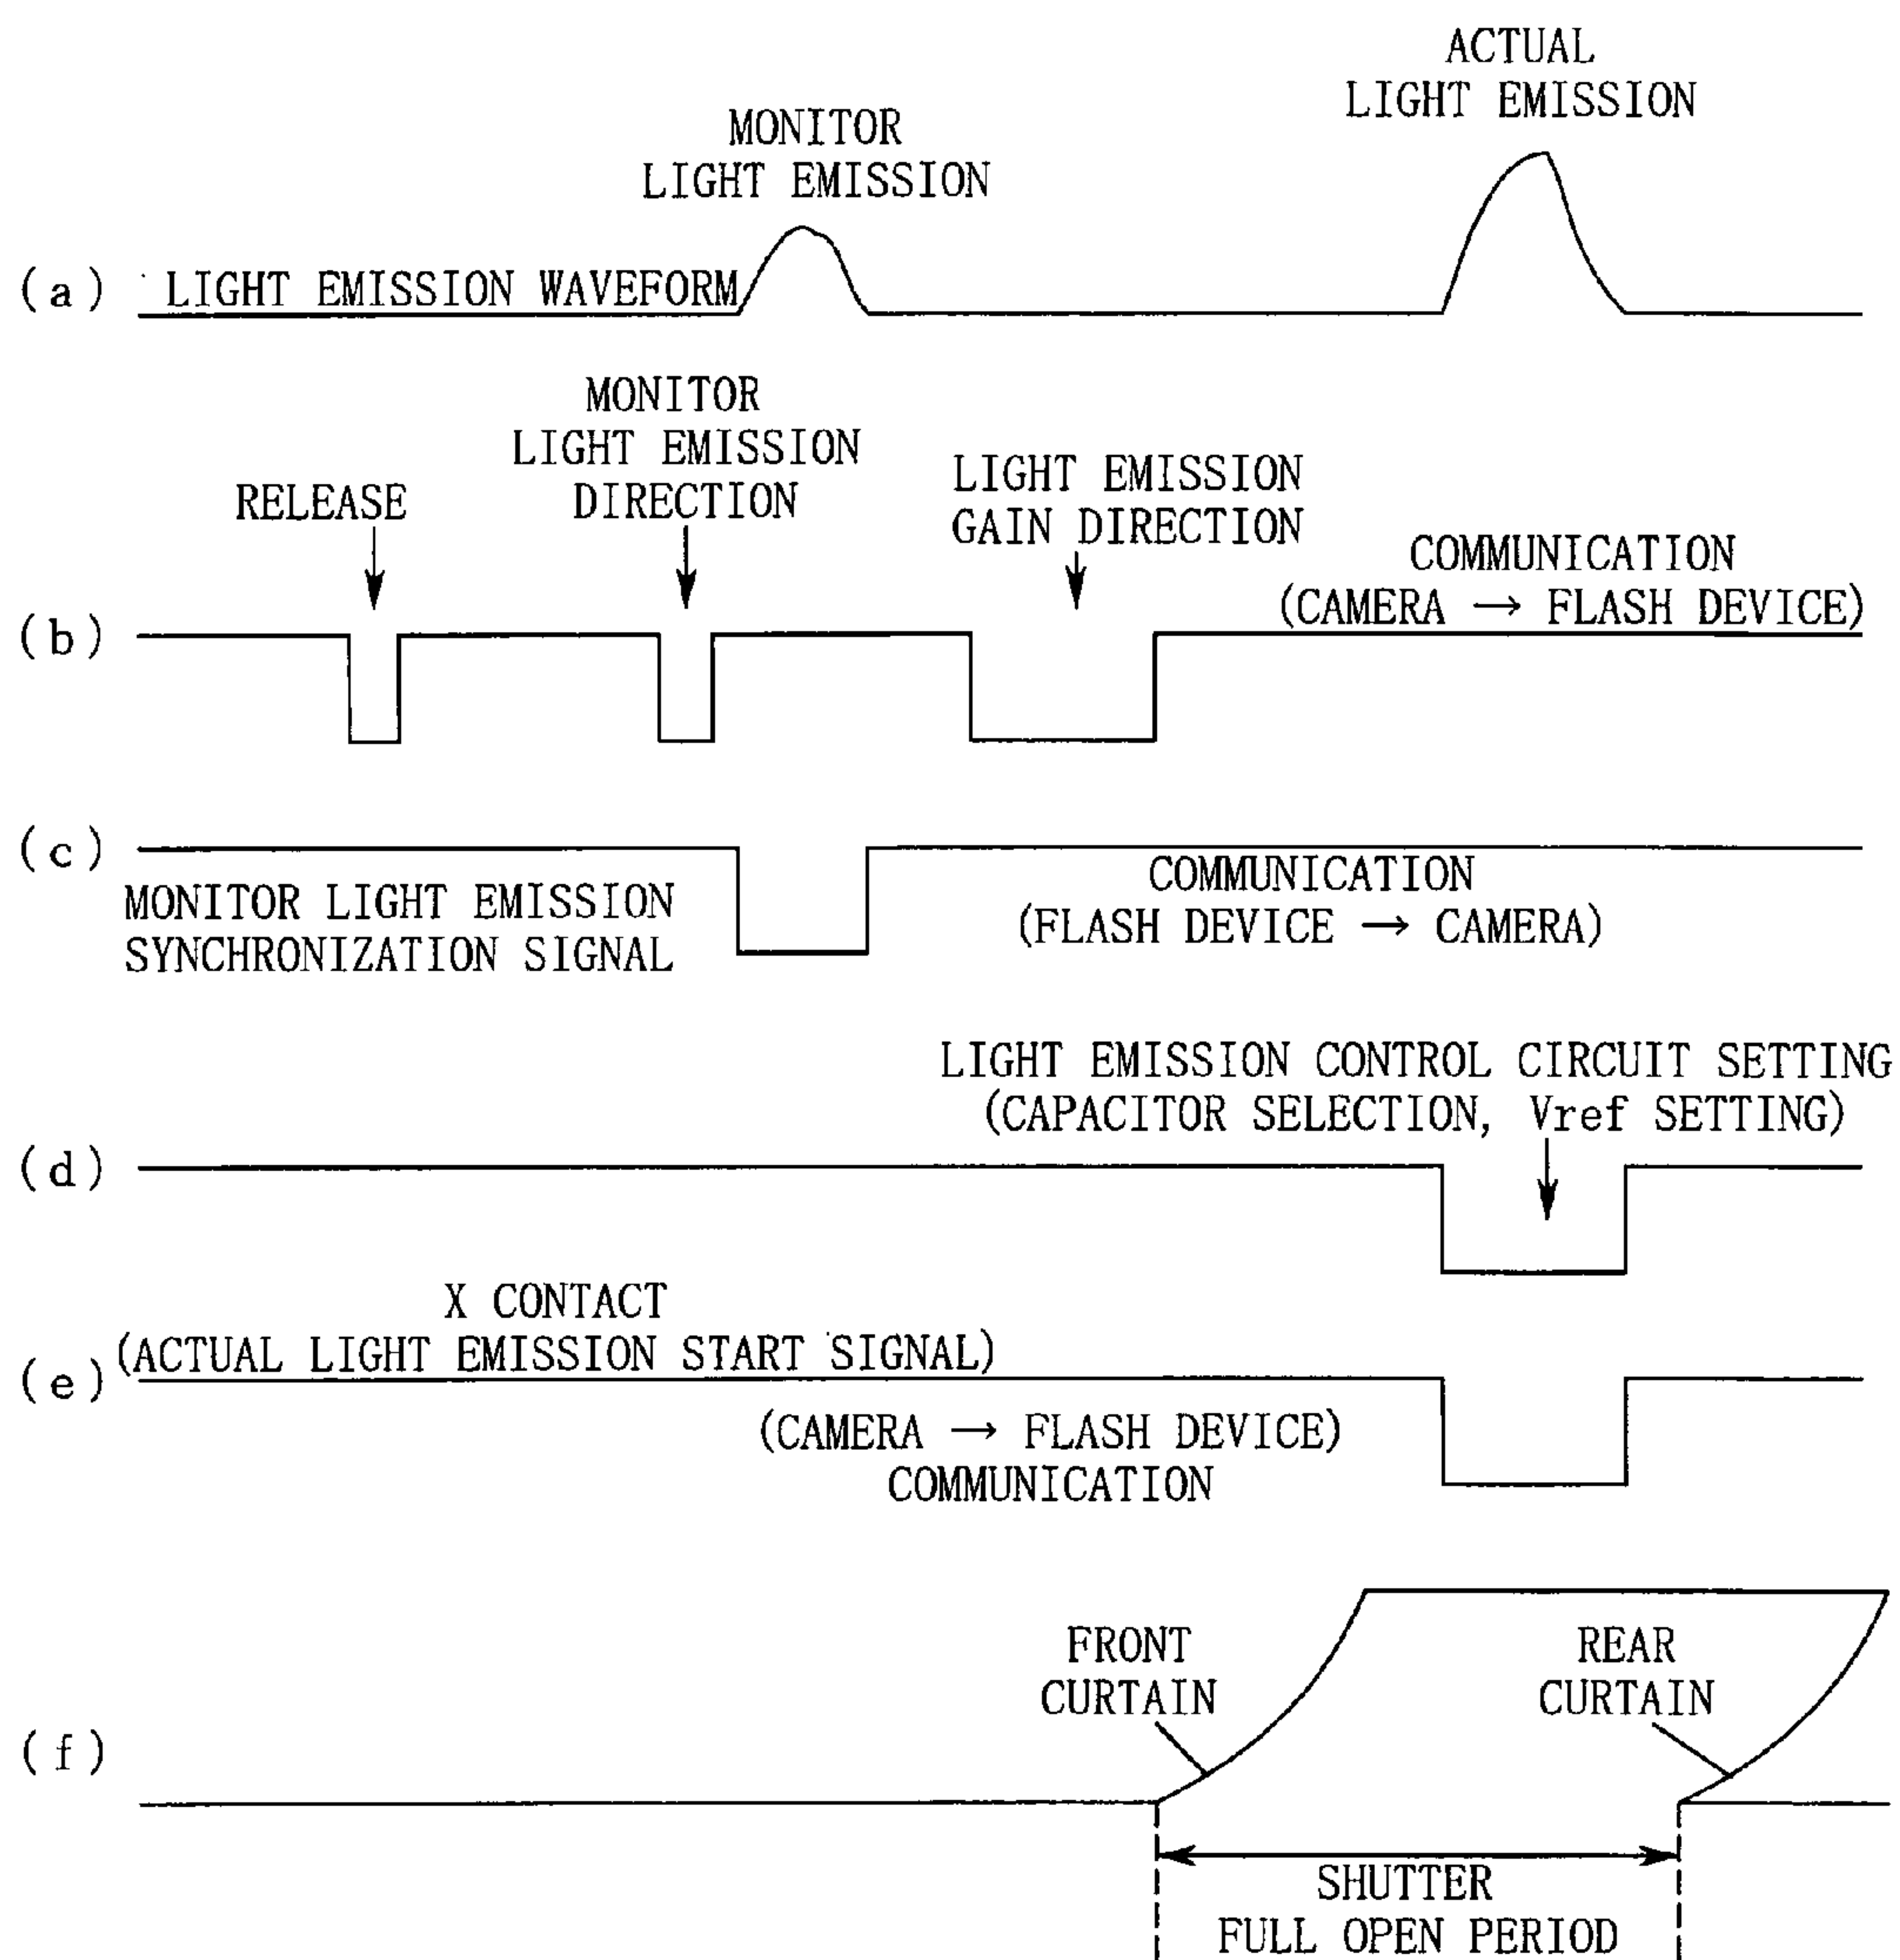 ACTUAL
LIGHT EMISSION
MONITOR
LIGHT EMISSION
(a) LIGHT EMISSION WAVEFORM
MONITOR
LIGHT EMISSION
DIRECTION
RELEASE
LIGHT EMISSION
GAIN DIRECTION
COMMUNICATION
(CAMERA → FLASH DEVICE)
(b)
(c)
MONITOR LIGHT EMISSION
SYNCHRONIZATION SIGNAL
COMMUNICATION
(FLASH DEVICE → CAMERA)
LIGHT EMISSION CONTROL CIRCUIT SETTING
(CAPACITOR SELECTION, Vref SETTING)
(d)
X CONTACT
(ACTUAL LIGHT EMISSION START SIGNAL)
(e)
(CAMERA → FLASH DEVICE)
COMMUNICATION
FRONT
CURTAIN
REAR
CURTAIN
(f)
SHUTTER
FULL OPEN PERIOD